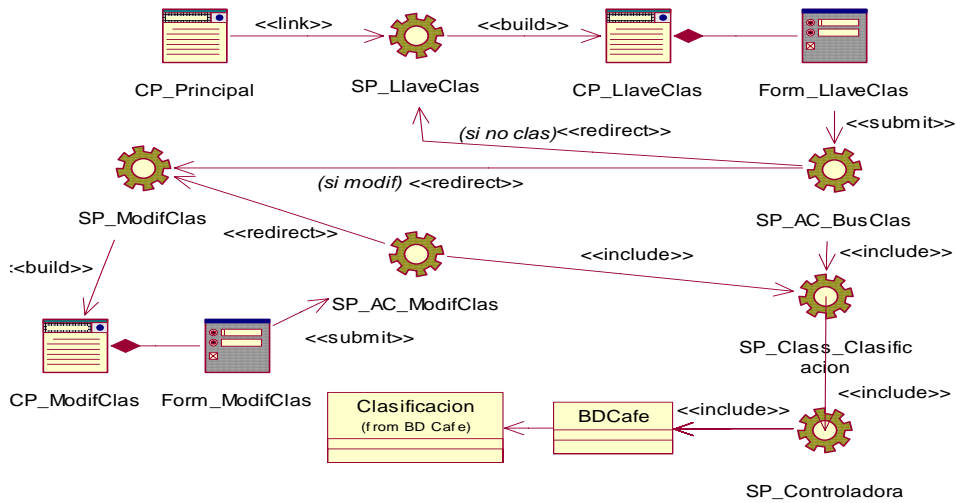 <<link>>
<<build>>
CP_Principal
SP_LlaveClas
CP_LlaveClas
Form_LlaveClas
<<submit>>
(si no clas) <<redirect>>
(si modif) <<redirect>>
SP_ModifClas
SP_AC_BusClas
<<redirect>>
<<include>>
<<include>>
<<build>>
SP_AC_ModifClas
<<submit>>
SP_Class_Clasific
acion
CP_ModifClas
Form_ModifClas
Clasificacion
(from BD Cafe)
BDCafe
<<include>>
SP_Controladora